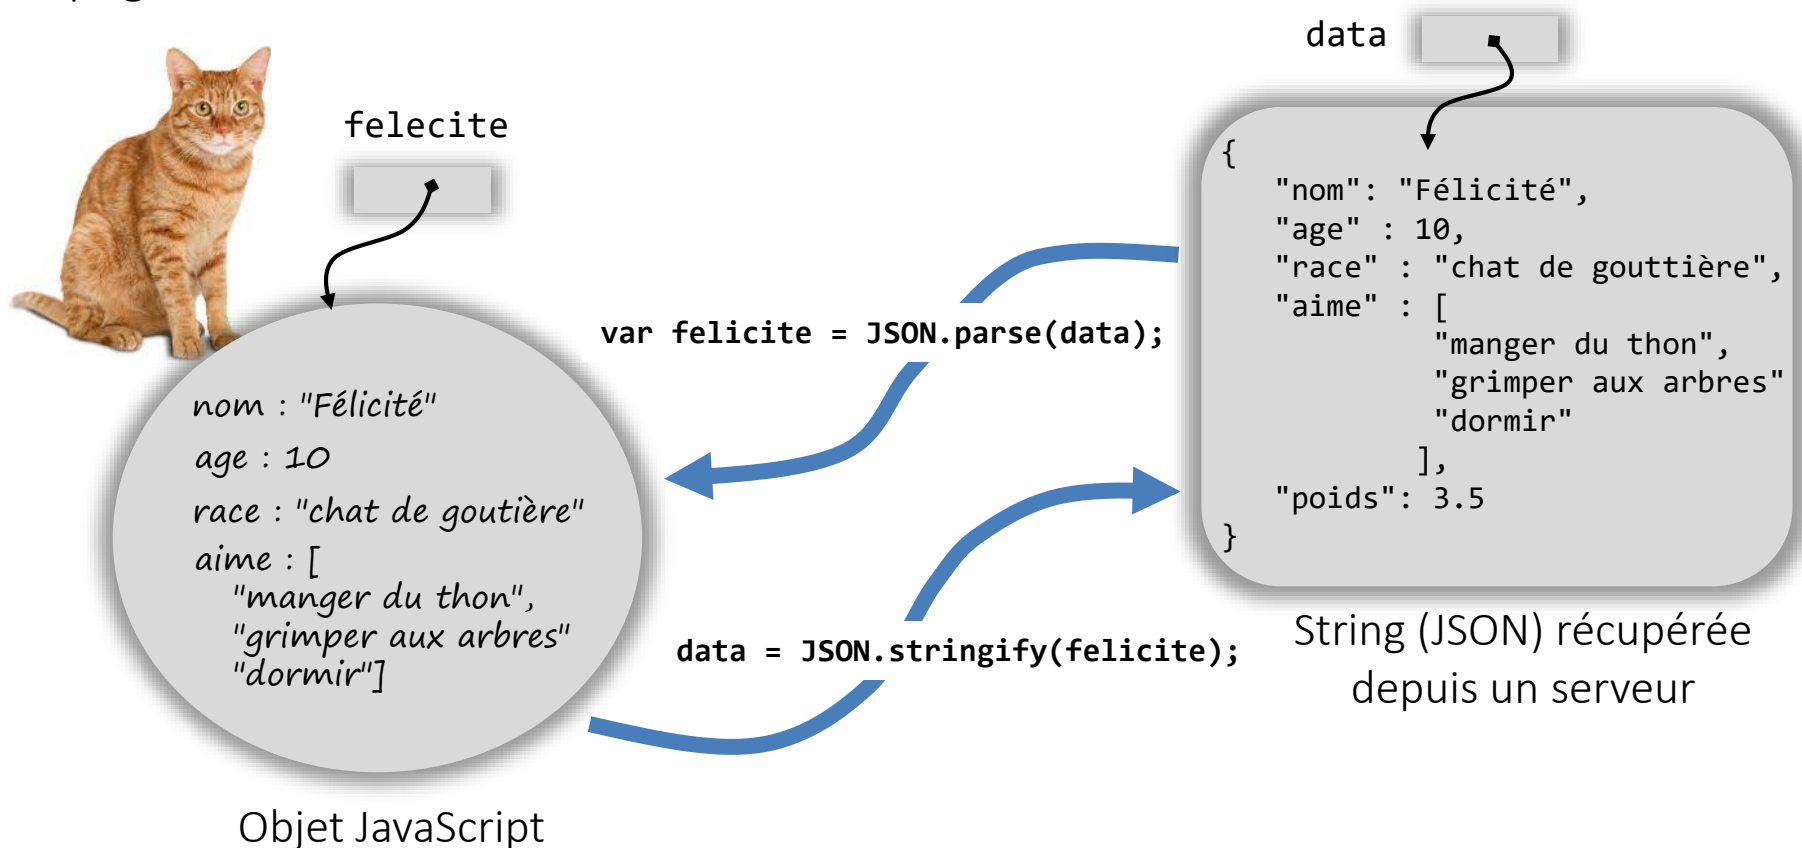 data
felecite
{
"nom": "Félicité",
"age" : 10,
"race" : "chat de gouttière",
"aime" : [
"manger du thon",
"grimper aux arbres"
"dormir"
],
"poids": 3.5
}
var felicite = JSON.parse(data);
nom : "Félicité"
age : 10
race : "chat de goutière"
aime : [
"manger du thon",
"grimper aux arbres"
"dormir"]
data = JSON.stringify(felicite);
String (JSON) récupérée
depuis un serveur
Objet JavaScript